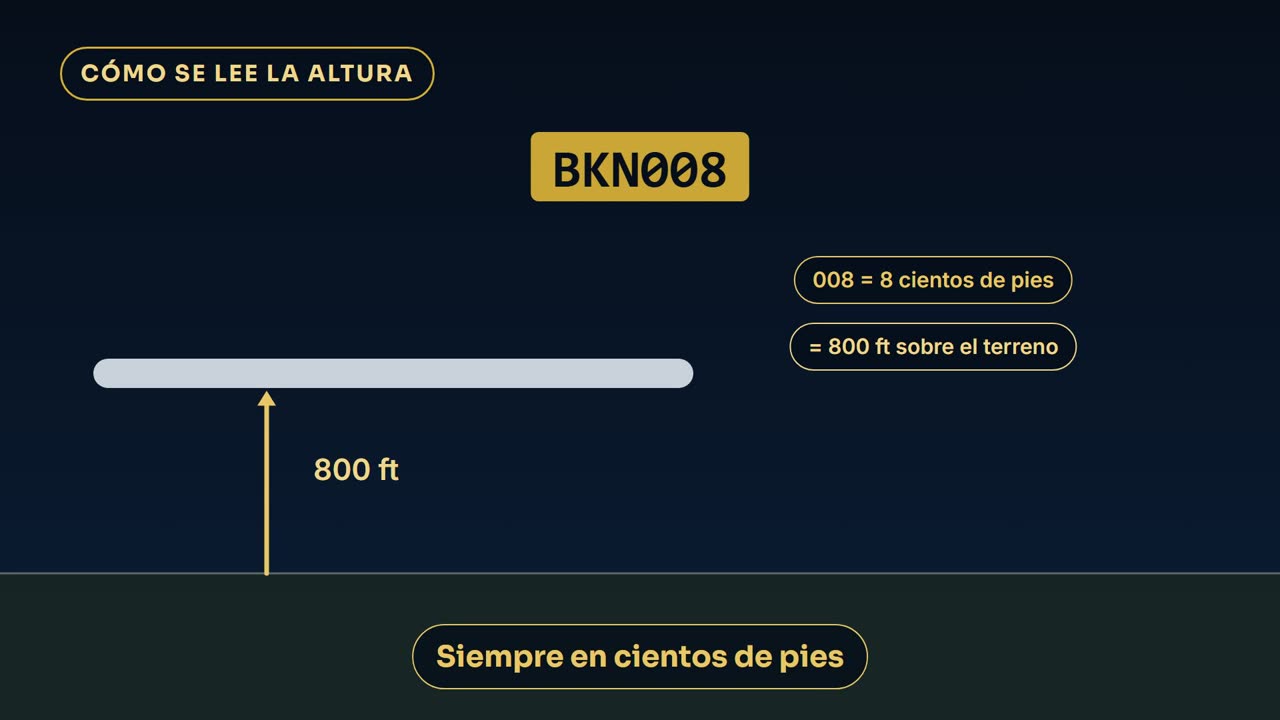 CÓMO SE LEE LA ALTURA
BKN008
008 = 8 cientos de pies
= 800 ft sobre el terreno
800 ft
Siempre en cientos de pies